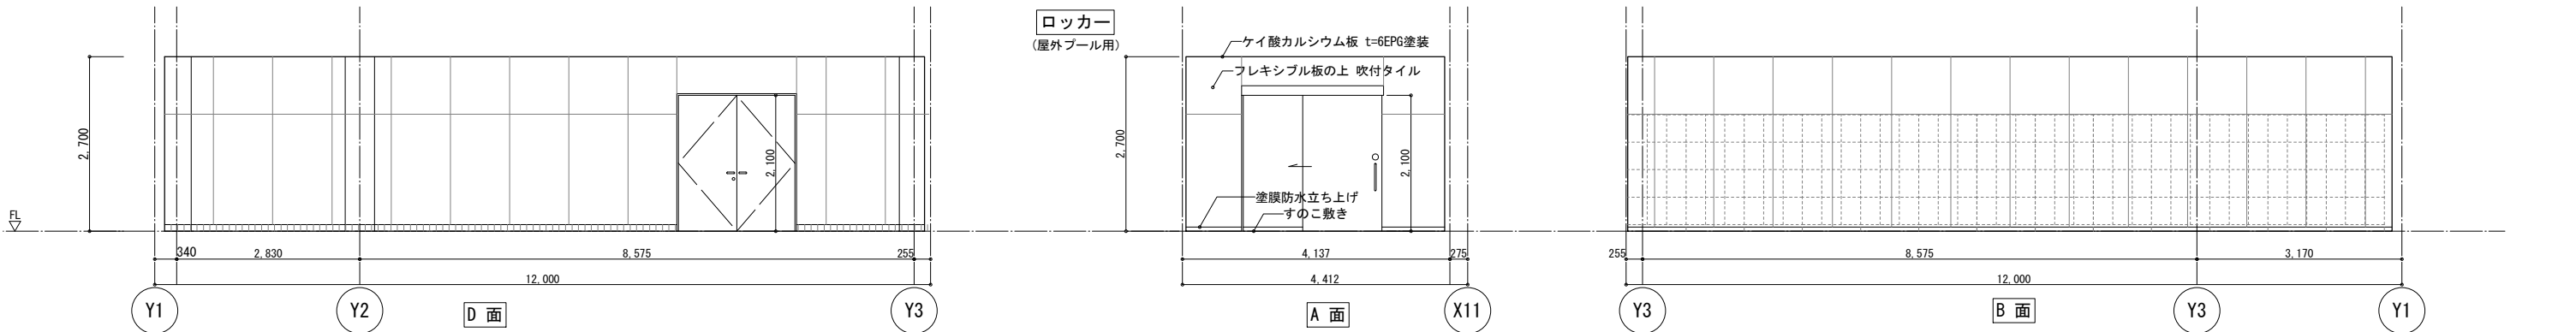 ロッカー
(屋外プール用)
ケイ酸カルシウム板 t=6EPG塗装
フレキシブル板の上 吹付タイル
2,700
2,100
2,700
2,100
塗膜防水立ち上げ
すのこ敷き
FL
340
2,830
8,575
255
4,137
275
255
8,575
3,170
12,000
4,412
12,000
Y1
Y2
D 面
Y3
A 面
X11
Y3
B 面
Y3
Y1